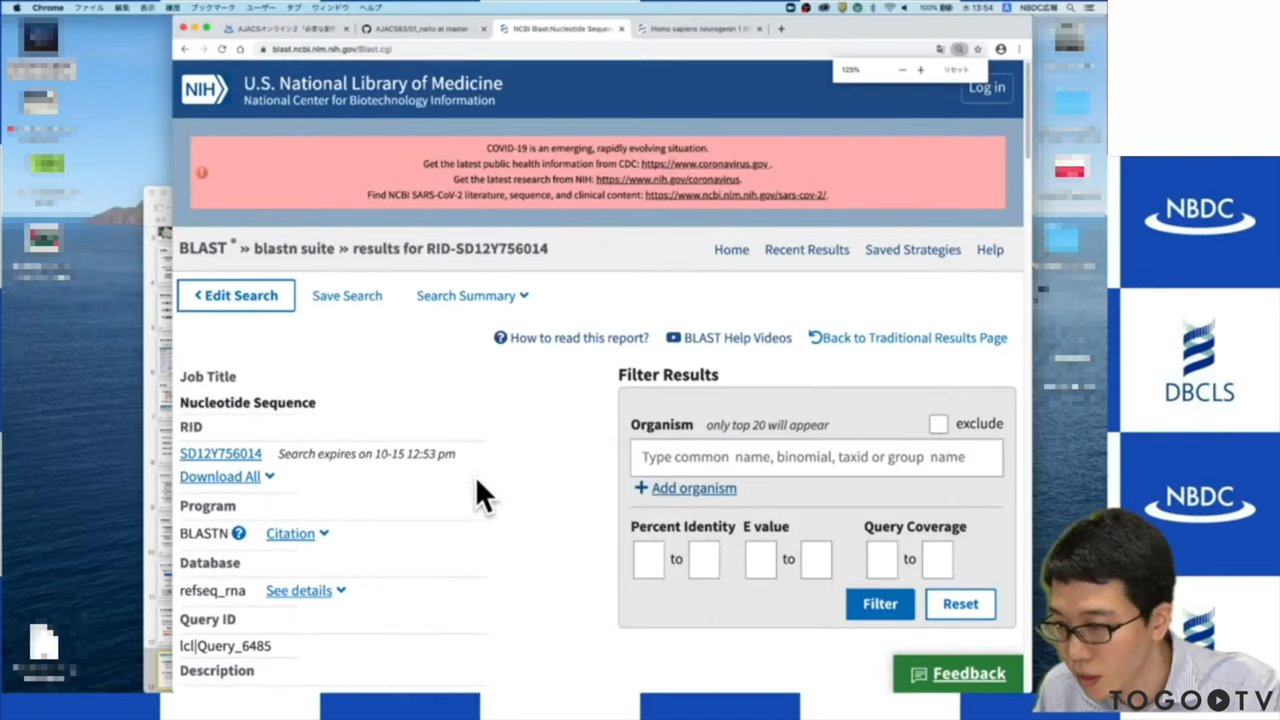 Chrome ファイル 編集 表示 履歴 ブックマーク ユーザー タブ ウィンドウ ヘルプ
100% 水 13:54 NBDC広報
AJACS63/01_naito at master
NCBI Blast:Nucleotide Sequen
Homo sapiens neurogenin 1 (
blast.ncbi.nlm.nih.gov/Blast.cgi
125% − + リセット
NIH
U.S. National Library of Medicine
National Center for Biotechnology Information
Log in
COVID-19 is an emerging, rapidly evolving situation.
Get the latest public health information from CDC: https://www.coronavirus.gov .
Get the latest research from NIH: https://www.nih.gov/coronavirus.
Find NCBI SARS-CoV-2 literature, sequence, and clinical content: https://www.ncbi.nlm.nih.gov/sars-cov-2/.
BLAST ® » blastn suite » results for RID-SD12Y756014
Home Recent Results Saved Strategies Help
< Edit Search Save Search Search Summary
How to read this report? BLAST Help Videos Back to Traditional Results Page
Job Title
Nucleotide Sequence
RID
SD12Y756014 Search expires on 10-15 12:53 pm
Download All
Program
BLASTN ? Citation
Database
refseq_rna See details
Query ID
lcl|Query_6485
Description
Filter Results
Organism only top 20 will appear exclude
Type common name, binomial, taxid or group name
+ Add organism
Percent Identity E value Query Coverage
to to to
Filter Reset
Feedback
NBDC
DBCLS
NBDC
TOGO TV